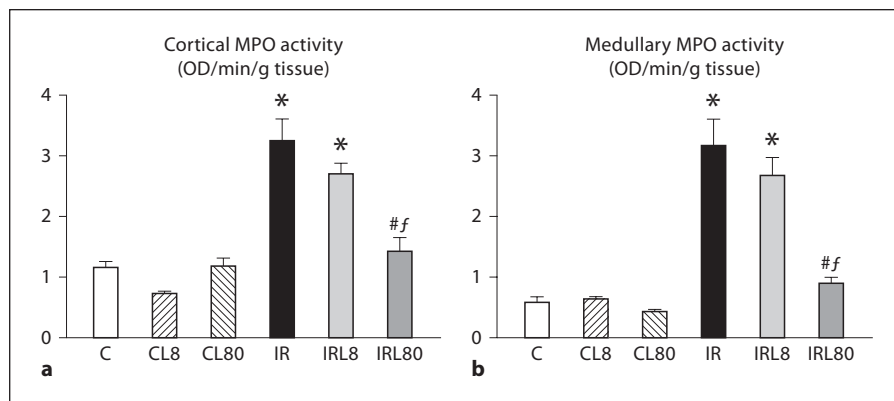 Cortical MPO activity
(OD/min/g tissue)
4
3
2
1
0
*
*
#ƒ
C CL8 CL80 IR IRL8 IRL80
a
Medullary MPO activity
(OD/min/g tissue)
4
3
2
1
0
*
*
#ƒ
C CL8 CL80 IR IRL8 IRL80
b